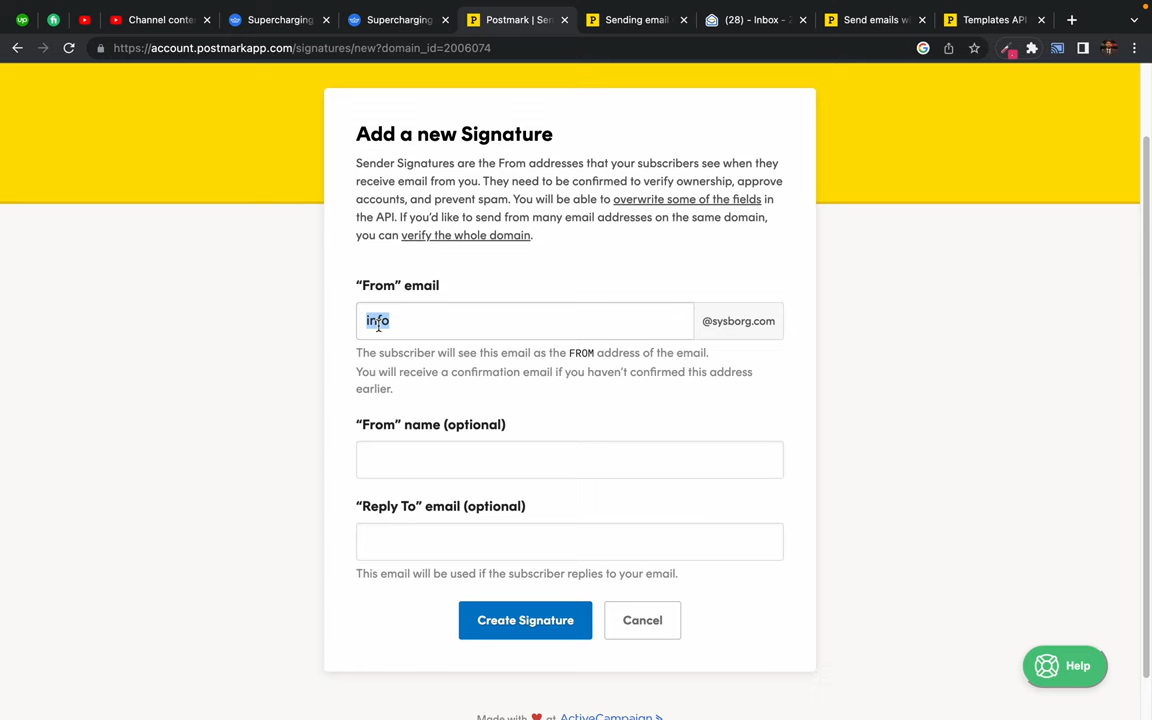 Channel conte
Supercharging
Supercharging
Postmark | Sen
Sending email
(28) - Inbox - Z
Send emails w
Templates API
https://account.postmarkapp.com/signatures/new?domain_id=2006074
Add a new Signature
Sender Signatures are the From addresses that your subscribers see when they
receive email from you. They need to be confirmed to verify ownership, approve
accounts, and prevent spam. You will be able to overwrite some of the fields in
the API. If you'd like to send from many email addresses on the same domain,
you can verify the whole domain.
“From” email
info
@sysborg.com
The subscriber will see this email as the FROM address of the email.
You will receive a confirmation email if you haven’t confirmed this address
earlier.
“From” name (optional)
“Reply To” email (optional)
This email will be used if the subscriber replies to your email.
Create Signature
Cancel
Help
Made with ❤ at ActiveCampaign >